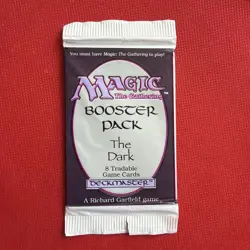 You must have Magic: The Gathering to play!
MAGIC
The Gathering
BOOSTER
PACK
The
Dark
8 Tradable
Game Cards
DECKMASTER™
A Richard Garfield game